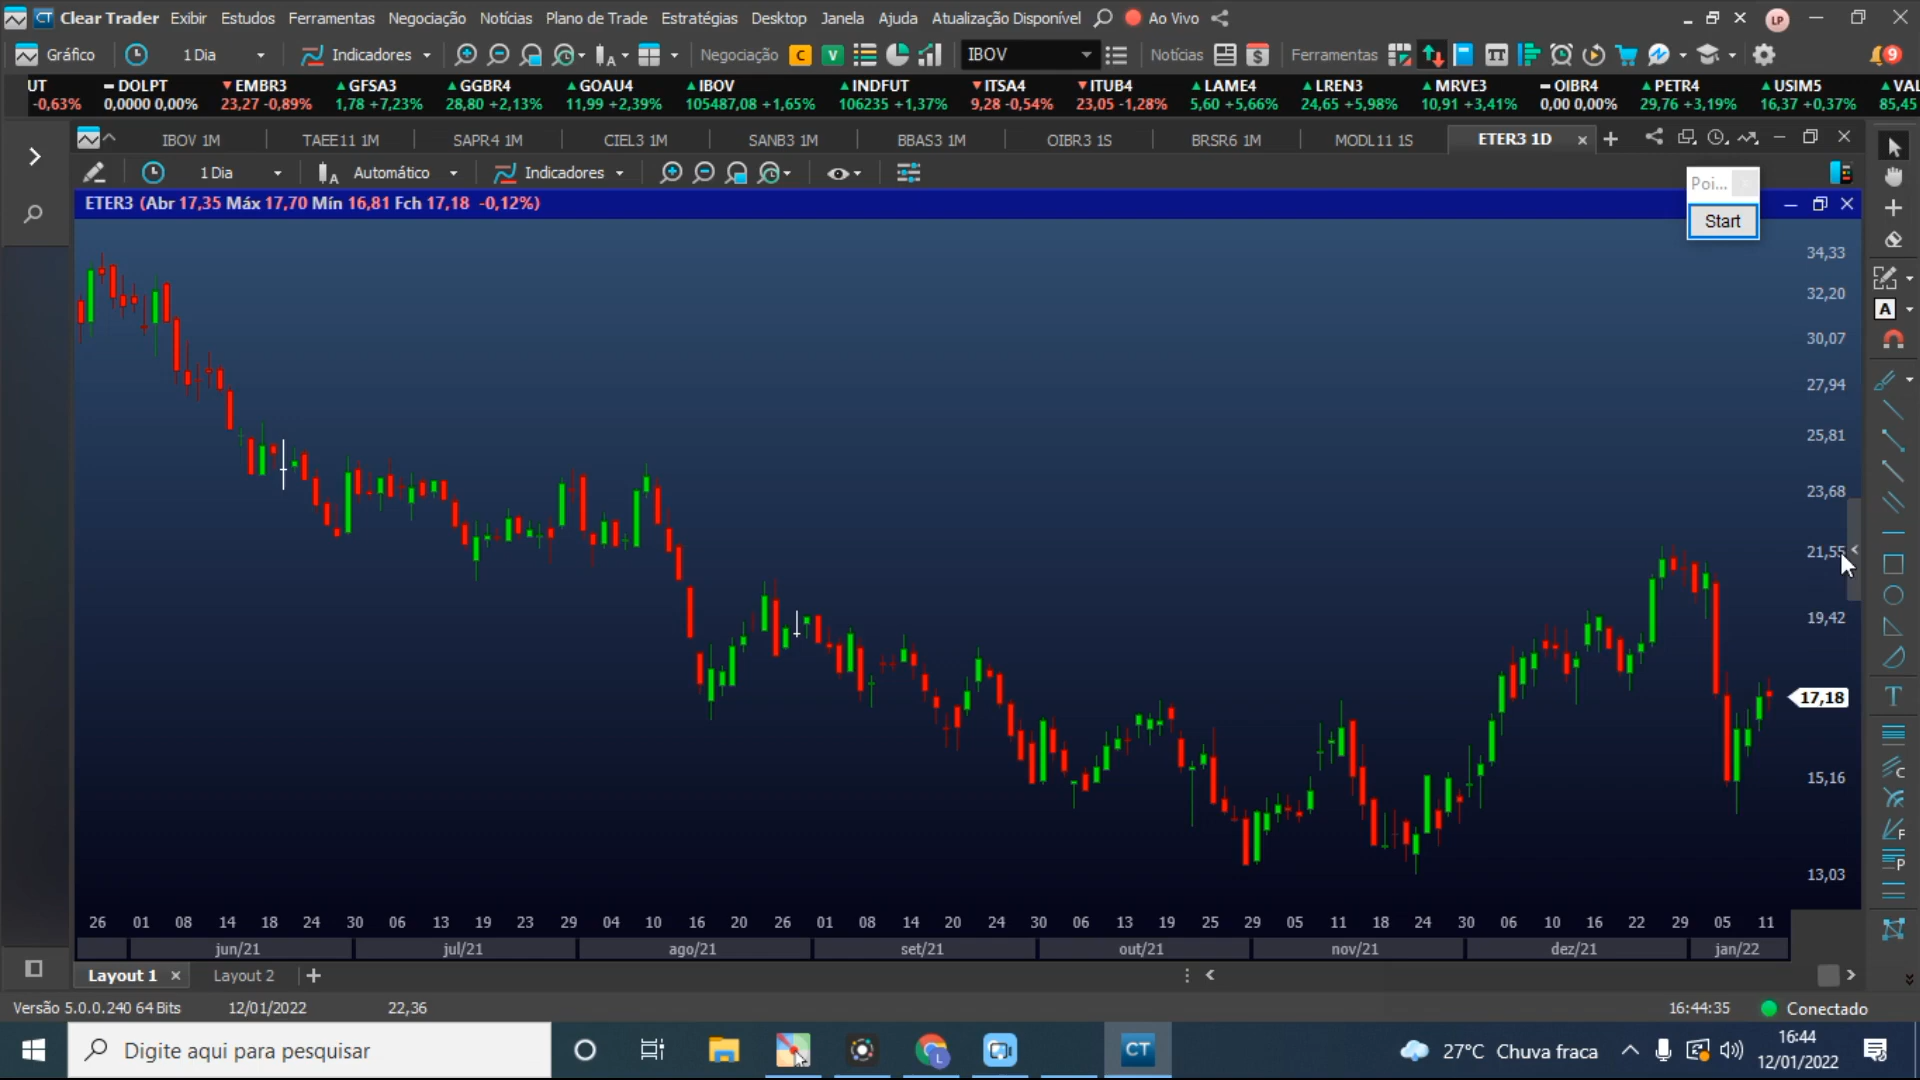 CT Clear Trader Exibir Estudos Ferramentas Negociação Notícias Plano de Trade Estratégias Desktop Janela Ajuda Atualização Disponível Ao Vivo LP
Gráfico 1 Dia Indicadores Negociação C V IBOV Notícias Ferramentas 9
UT DOLPT EMBR3 GFSA3 GGBR4 GOAU4 IBOV INDFUT ITSA4 ITUB4 LAME4 LREN3 MRVE3 OIBR4 PETR4 USIM5 VAL
-0,63% 0,0000 0,00% 23,27 -0,89% 1,78 +7,23% 28,80 +2,13% 11,99 +2,39% 105487,08 +1,65% 106235 +1,37% 9,28 -0,54% 23,05 -1,28% 5,60 +5,66% 24,65 +5,98% 10,91 +3,41% 0,00 0,00% 29,76 +3,19% 16,37 +0,37% 85,45
IBOV 1M TAEE11 1M SAPR4 1M CIEL3 1M SANB3 1M BBAS3 1M OIBR3 1S BRSR6 1M MODL11 1S ETER3 1D
1 Dia Automático Indicadores
Poi...
Start
ETER3 (Abr 17,35 Máx 17,70 Mín 16,81 Fch 17,18 -0,12%)
34,33
32,20
30,07
27,94
25,81
23,68
21,55
19,42
17,18
15,16
13,03
26 01 08 14 18 24 30 06 13 19 23 29 04 10 16 20 26 01 08 14 20 24 30 06 13 19 25 29 05 11 18 24 30 06 10 16 22 29 05 11
jun/21 jul/21 ago/21 set/21 out/21 nov/21 dez/21 jan/22
Layout 1 Layout 2
Versão 5.0.0.240 64 Bits 12/01/2022 22,36 16:44:35 Conectado
Digite aqui para pesquisar CT 27°C Chuva fraca 16:44
12/01/2022